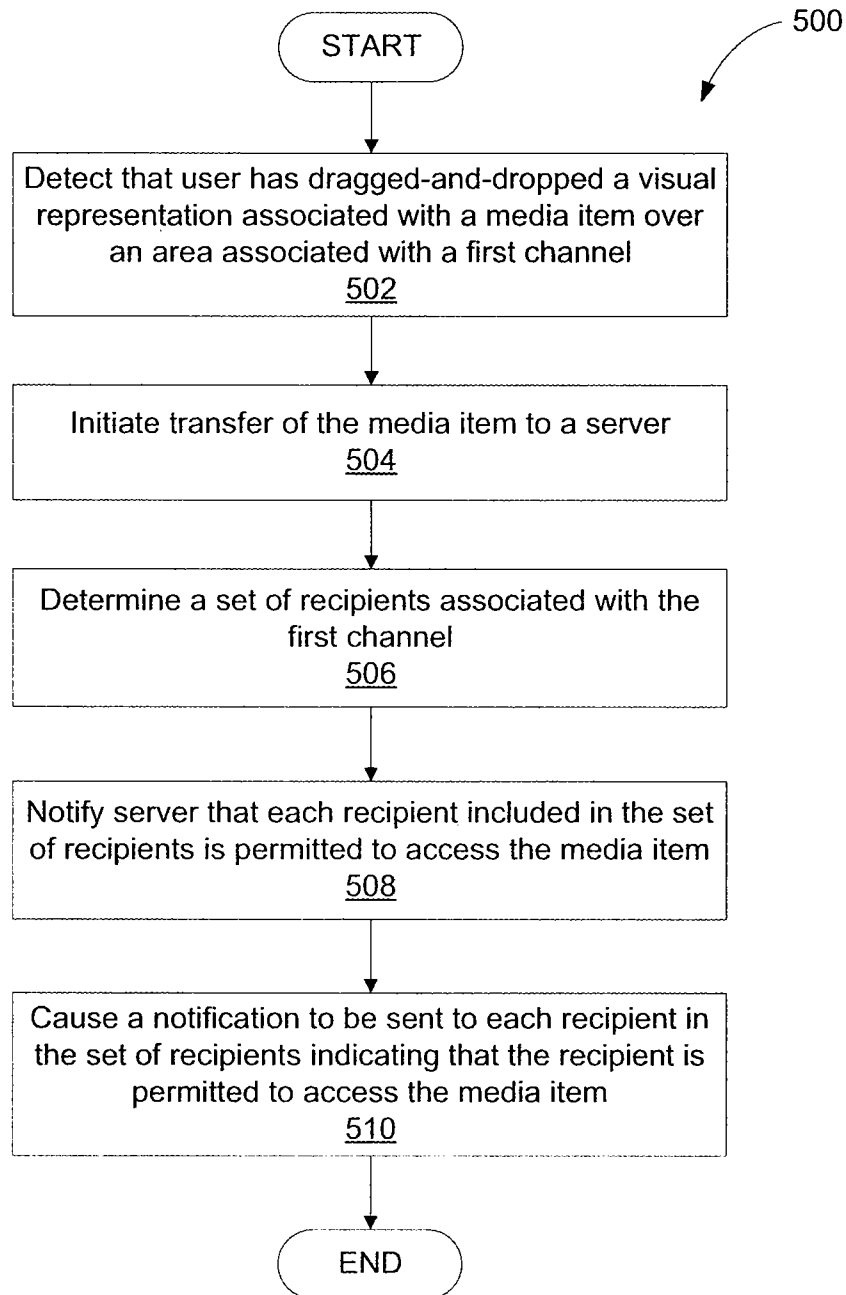 START
500
Detect that user has dragged-and-dropped a visual
representation associated with a media item over
an area associated with a first channel
502
Initiate transfer of the media item to a server
504
Determine a set of recipients associated with the
first channel
506
Notify server that each recipient included in the set
of recipients is permitted to access the media item
508
Cause a notification to be sent to each recipient in
the set of recipients indicating that the recipient is
permitted to access the media item
510
END